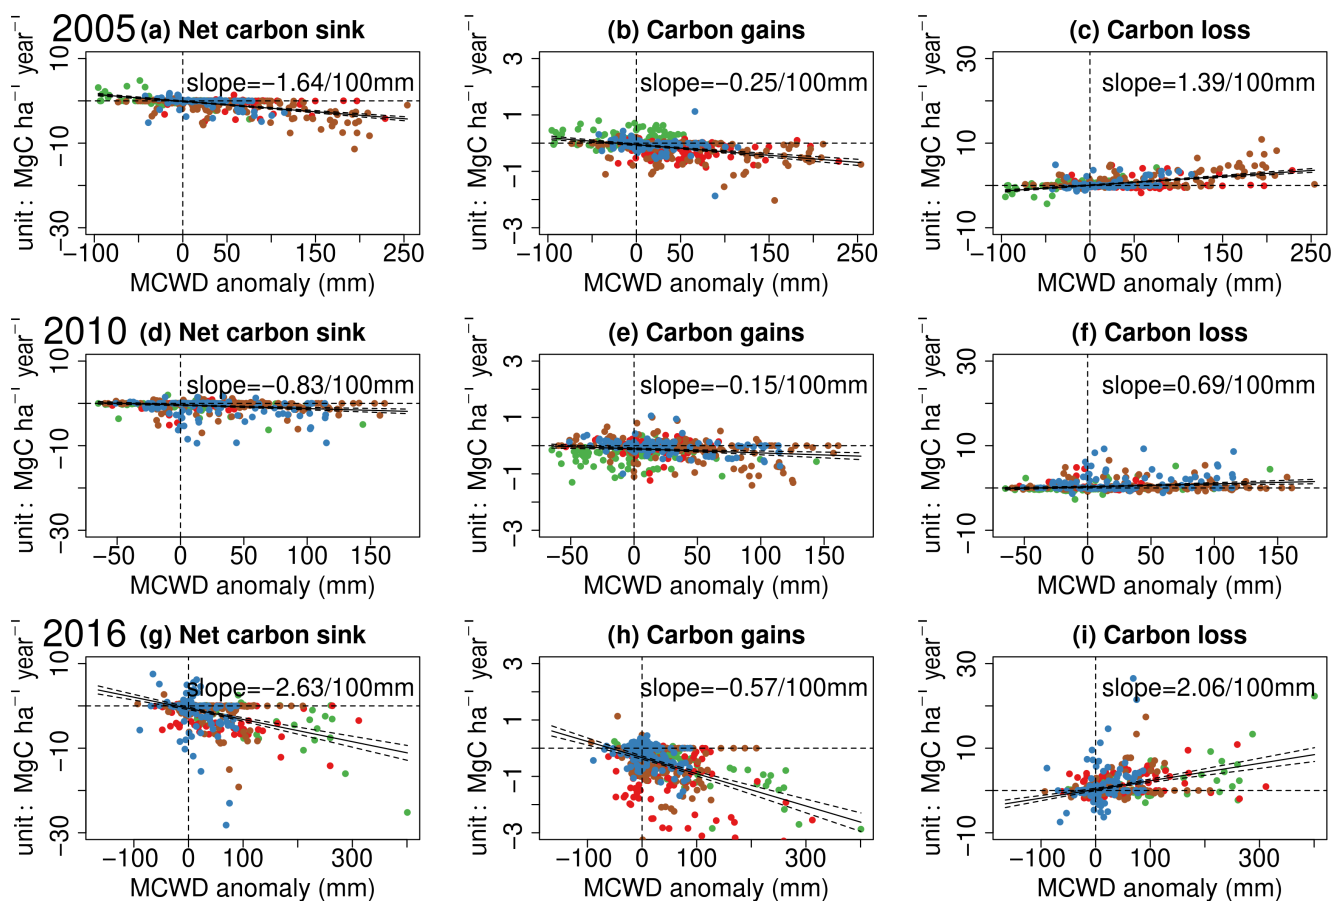 2005 (a) Net carbon sink
(b) Carbon gains
(c) Carbon loss
unit: MgC ha−1 year−1
10
−10
−30
slope=−1.64/100mm
−100 0 50 150 250
MCWD anomaly (mm)
unit: MgC ha−1 year−1
3
1
−1
−3
slope=−0.25/100mm
−100 0 50 150 250
MCWD anomaly (mm)
unit: MgC ha−1 year−1
30
10
−10
slope=1.39/100mm
−100 0 50 150 250
MCWD anomaly (mm)
2010 (d) Net carbon sink
(e) Carbon gains
(f) Carbon loss
unit: MgC ha−1 year−1
10
−10
−30
slope=−0.83/100mm
−50 0 50 100 150
MCWD anomaly (mm)
unit: MgC ha−1 year−1
3
1
−1
−3
slope=−0.15/100mm
−50 0 50 100 150
MCWD anomaly (mm)
unit: MgC ha−1 year−1
30
10
−10
slope=0.69/100mm
−50 0 50 100 150
MCWD anomaly (mm)
2016 (g) Net carbon sink
(h) Carbon gains
(i) Carbon loss
unit: MgC ha−1 year−1
10
−10
−30
slope=−2.63/100mm
−100 0 100 300
MCWD anomaly (mm)
unit: MgC ha−1 year−1
3
1
−1
−3
slope=−0.57/100mm
−100 0 100 300
MCWD anomaly (mm)
unit: MgC ha−1 year−1
30
10
−10
slope=2.06/100mm
−100 0 100 300
MCWD anomaly (mm)